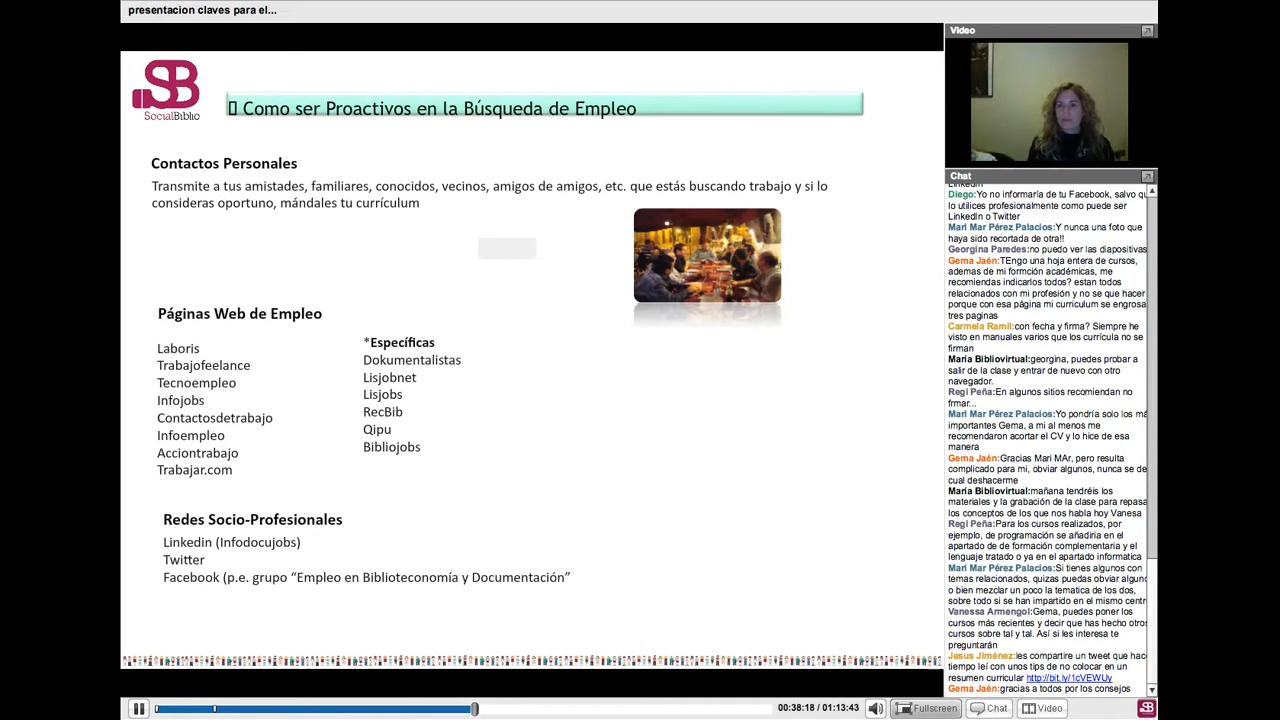 presentacion claves para el...
SB
SocialBiblio
Como ser Proactivos en la Búsqueda de Empleo
Contactos Personales
Transmite a tus amistades, familiares, conocidos, vecinos, amigos de amigos, etc. que estás buscando trabajo y si lo
consideras oportuno, mándales tu currículum
Páginas Web de Empleo
Laboris
Trabajofeelance
Tecnoempleo
Infojobs
Contactosdetrabajo
Infoempleo
Acciontrabajo
Trabajar.com
*Específicas
Dokumentalistas
Lisjobnet
Lisjobs
RecBib
Qipu
Bibliojobs
Redes Socio-Profesionales
Linkedin (Infodocujobs)
Twitter
Facebook (p.e. grupo “Empleo en Biblioteconomía y Documentación”
Video
Chat
LinkedIn
Diego:Yo no informaría de tu Facebook, salvo qu
lo utilices profesionalmente como puede ser
LinkedIn o Twitter
Mari Mar Pérez Palacios:Y nunca una foto que
haya sido recortada de otra!!
Georgina Paredes:no puedo ver las diapositivas
Gema Jaén:TEngo una hoja entera de cursos,
ademas de mi formción académicas, me
recomiendas indicarlos todos? estan todos
relacionados con mi profesión y no se que hacer
porque con esa página mi curriculum se engrosa
tres paginas
Carmela Ramil:con fecha y firma? Siempre he
visto en manuales varios que los currícula no se
firman
María Bibliovirtual:georgina, puedes probar a
salir de la clase y entrar de nuevo con otro
navegador.
Regi Peña:En algunos sitios recomiendan no
frmar...
Mari Mar Pérez Palacios:Yo pondría solo los má
importantes Gema, a mi al menos me
recomendaron acortar el CV y lo hice de esa
manera
Gema Jaén:Gracias Mari MAr, pero resulta
complicado para mi, obviar algunos, nunca se de
cual deshacerme
María Bibliovirtual:mañana tendréis los
materiales y la grabación de la clase para repasa
los conceptos de los que nos habla hoy Vanesa
Regi Peña:Para los cursos realizados, por
ejemplo, de programación se añadiria en el
apartado de de formación complementaria y el
lenguaje tratado o ya en el apartado informatica
Mari Mar Pérez Palacios:Si tienes algunos con
temas relacionados, quizas puedas obviar alguno
o bien mezclar un poco la tematica de los dos,
sobre todo si se han impartido en el mismo centr
Vanessa Armengol:Gema, puedes poner los
cursos más recientes y decir que has hecho otros
cursos sobre tal y tal. Así si les interesa te
preguntarán
Jesus Jiménez:les compartire un tweet que hace
tiempo leí con unos tips de no colocar en un
resumen curricular http://bit.ly/1cVEWUy
Gema Jaén:gracias a todos por los consejos
00:38:18 / 01:13:43
Fullscreen
Chat
Video
SB